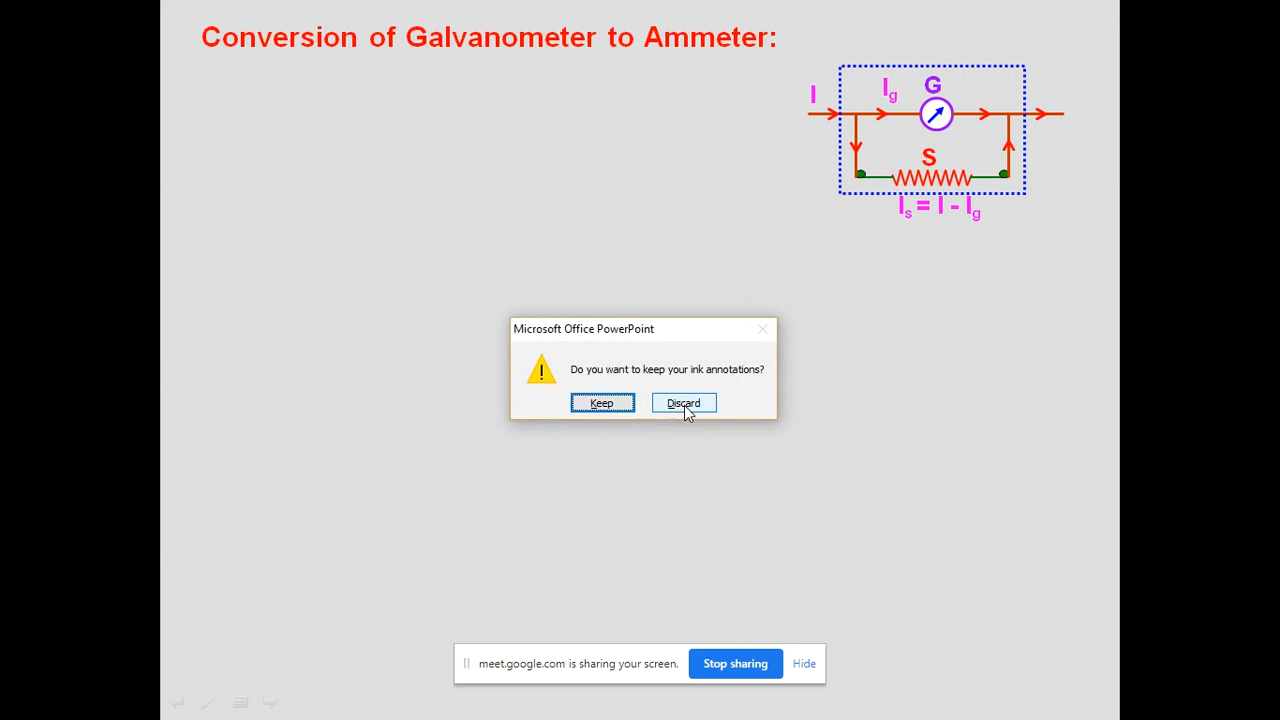 Conversion of Galvanometer to Ammeter:
I
Ig
G
S
Is = I - Ig
Microsoft Office PowerPoint
Do you want to keep your ink annotations?
Keep
Discard
meet.google.com is sharing your screen.
Stop sharing
Hide